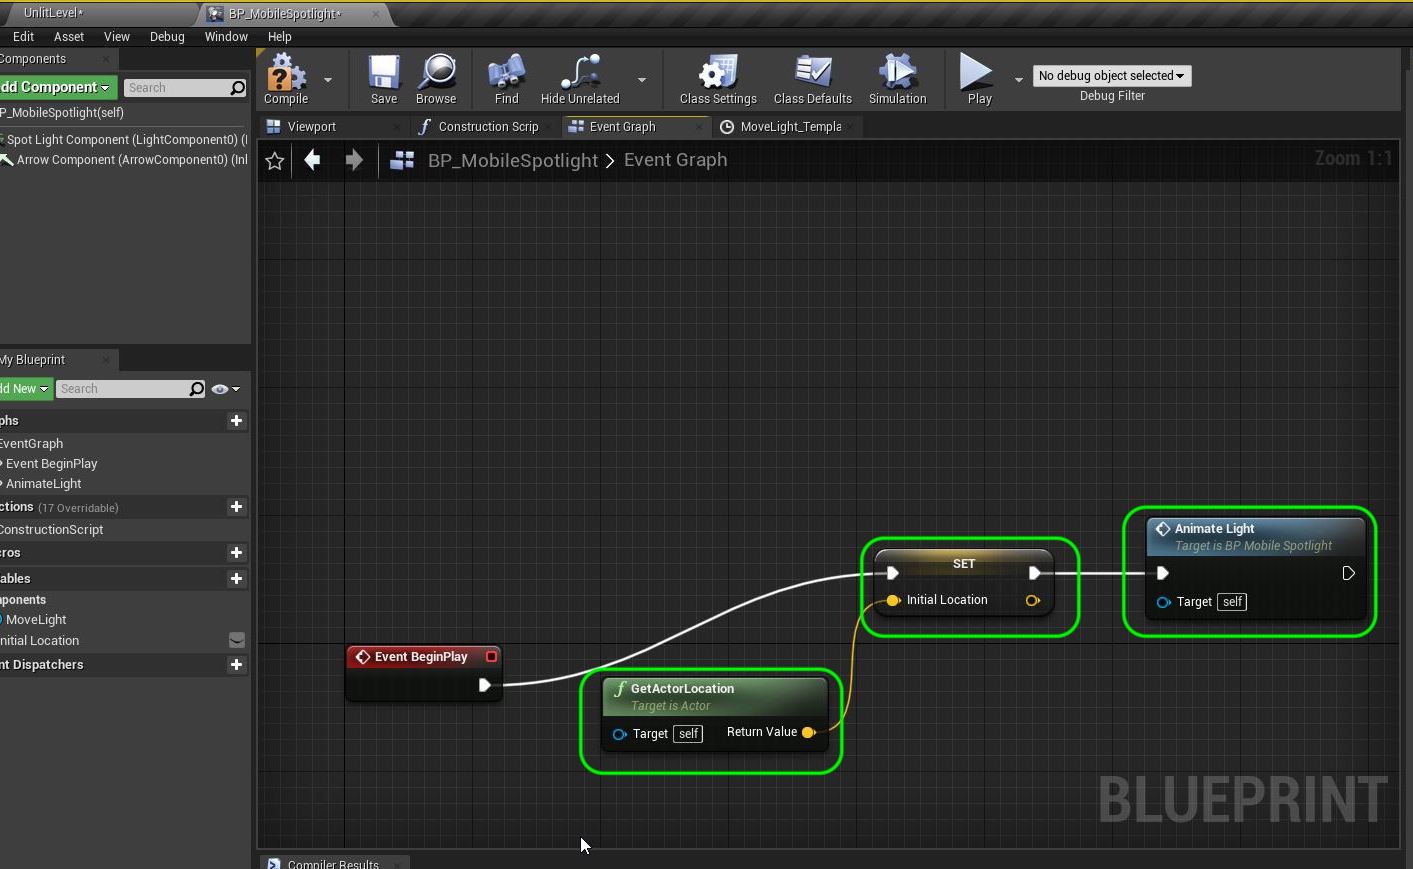 UnlitLevel*
BP_MobileSpotlight*
Edit Asset View Debug Window Help
Components
dd Component
Search
P_MobileSpotlight(self)
Spot Light Component (LightComponent0) (I
Arrow Component (ArrowComponent0) (Inl
Compile
Save
Browse
Find
Hide Unrelated
Class Settings
Class Defaults
Simulation
Play
No debug object selected
Debug Filter
Viewport
Construction Scrip
Event Graph
MoveLight_Templa
BP_MobileSpotlight > Event Graph
Zoom 1:1
My Blueprint
dd New
Search
phs
EventGraph
Event BeginPlay
AnimateLight
ctions (17 Overridable)
ConstructionScript
cros
ables
mponents
MoveLight
nitial Location
nt Dispatchers
Event BeginPlay
GetActorLocation
Target is Actor
Target self Return Value
SET
Initial Location
Animate Light
Target is BP Mobile Spotlight
Target self
BLUEPRINT
Compiler Results